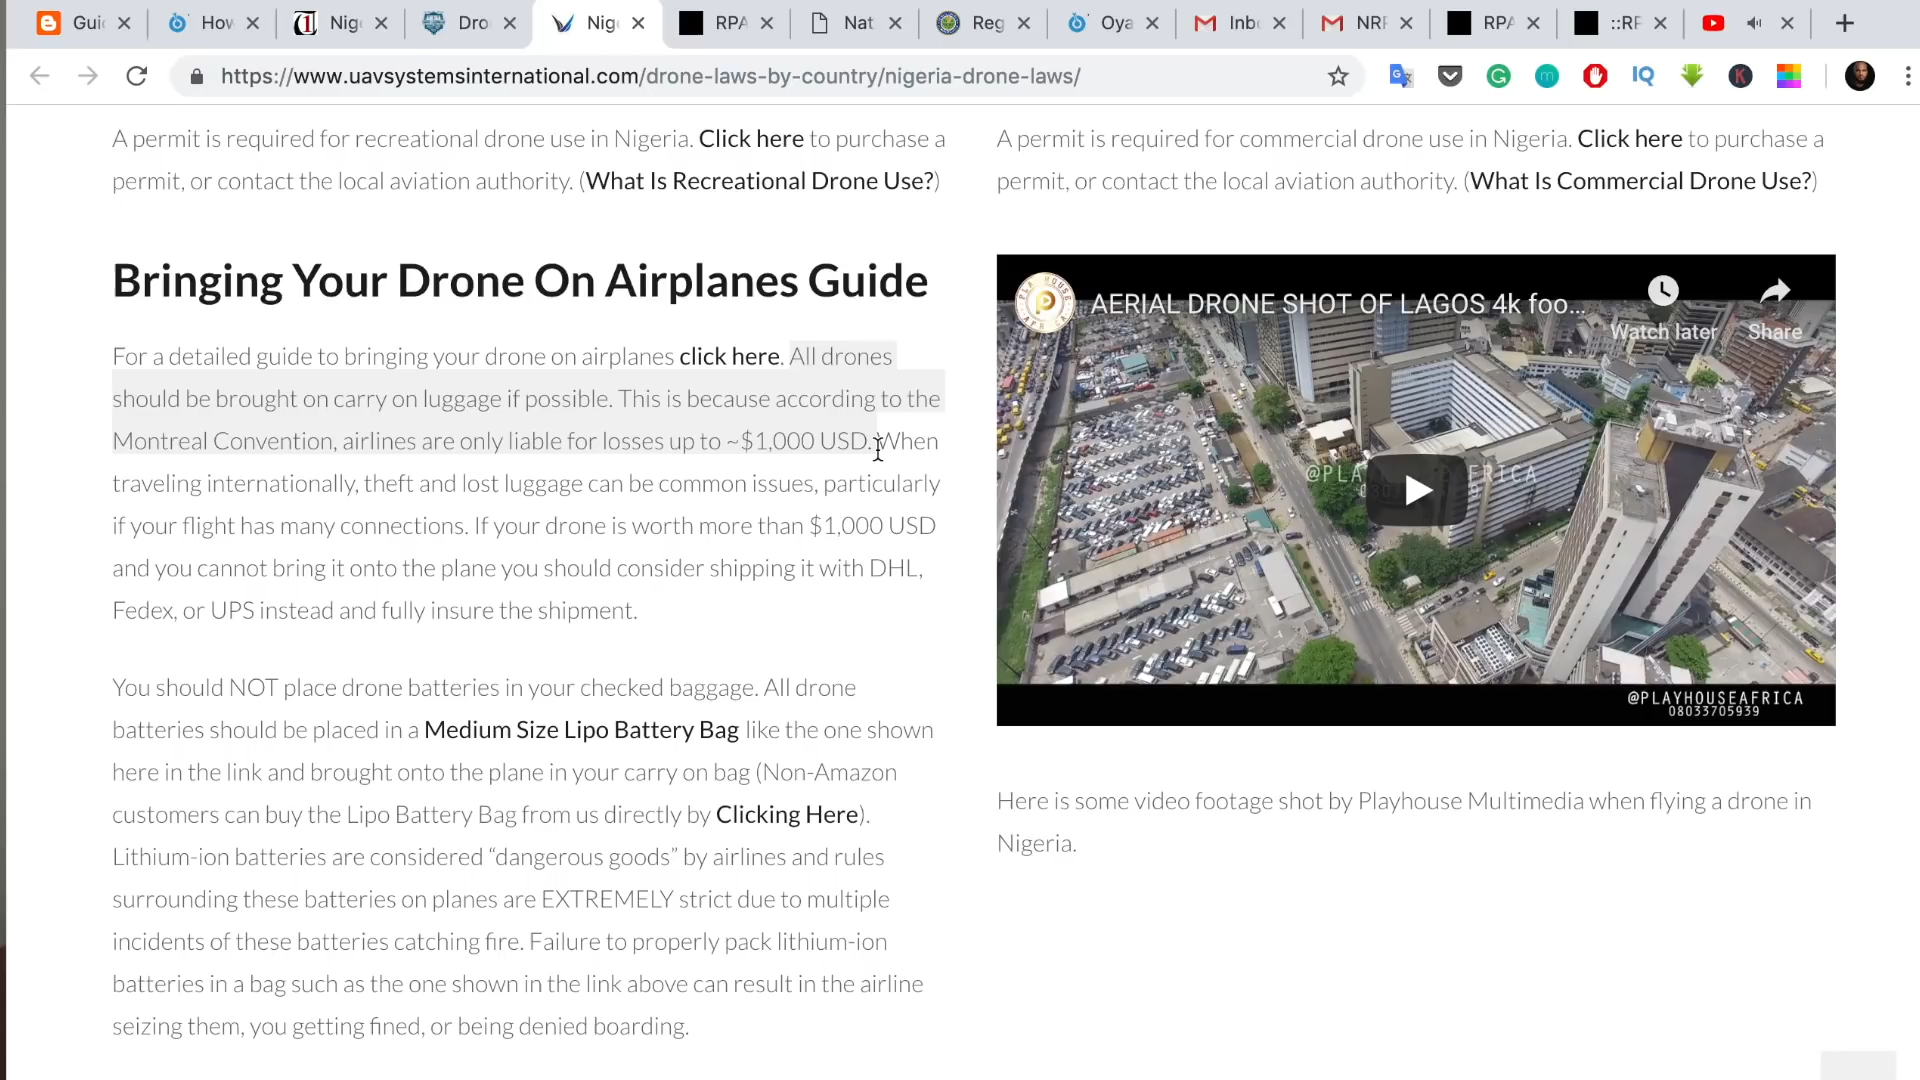 Gui
How
Nig
Dro
Nig
RPA
Nat
Reg
Oya
Inb
NRF
RPA
::RF
https://www.uavsystemsinternational.com/drone-laws-by-country/nigeria-drone-laws/
A permit is required for recreational drone use in Nigeria. Click here to purchase a
permit, or contact the local aviation authority. (What Is Recreational Drone Use?)
A permit is required for commercial drone use in Nigeria. Click here to purchase a
permit, or contact the local aviation authority. (What Is Commercial Drone Use?)
Bringing Your Drone On Airplanes Guide
For a detailed guide to bringing your drone on airplanes click here. All drones
should be brought on carry on luggage if possible. This is because according to the
Montreal Convention, airlines are only liable for losses up to ~$1,000 USD. When
traveling internationally, theft and lost luggage can be common issues, particularly
if your flight has many connections. If your drone is worth more than $1,000 USD
and you cannot bring it onto the plane you should consider shipping it with DHL,
Fedex, or UPS instead and fully insure the shipment.
You should NOT place drone batteries in your checked baggage. All drone
batteries should be placed in a Medium Size Lipo Battery Bag like the one shown
here in the link and brought onto the plane in your carry on bag (Non-Amazon
customers can buy the Lipo Battery Bag from us directly by Clicking Here).
Lithium-ion batteries are considered “dangerous goods” by airlines and rules
surrounding these batteries on planes are EXTREMELY strict due to multiple
incidents of these batteries catching fire. Failure to properly pack lithium-ion
batteries in a bag such as the one shown in the link above can result in the airline
seizing them, you getting fined, or being denied boarding.
AERIAL DRONE SHOT OF LAGOS 4k foo...
Watch later
Share
@PLA FRICA
@PLAYHOUSEAFRICA
08033705939
Here is some video footage shot by Playhouse Multimedia when flying a drone in
Nigeria.